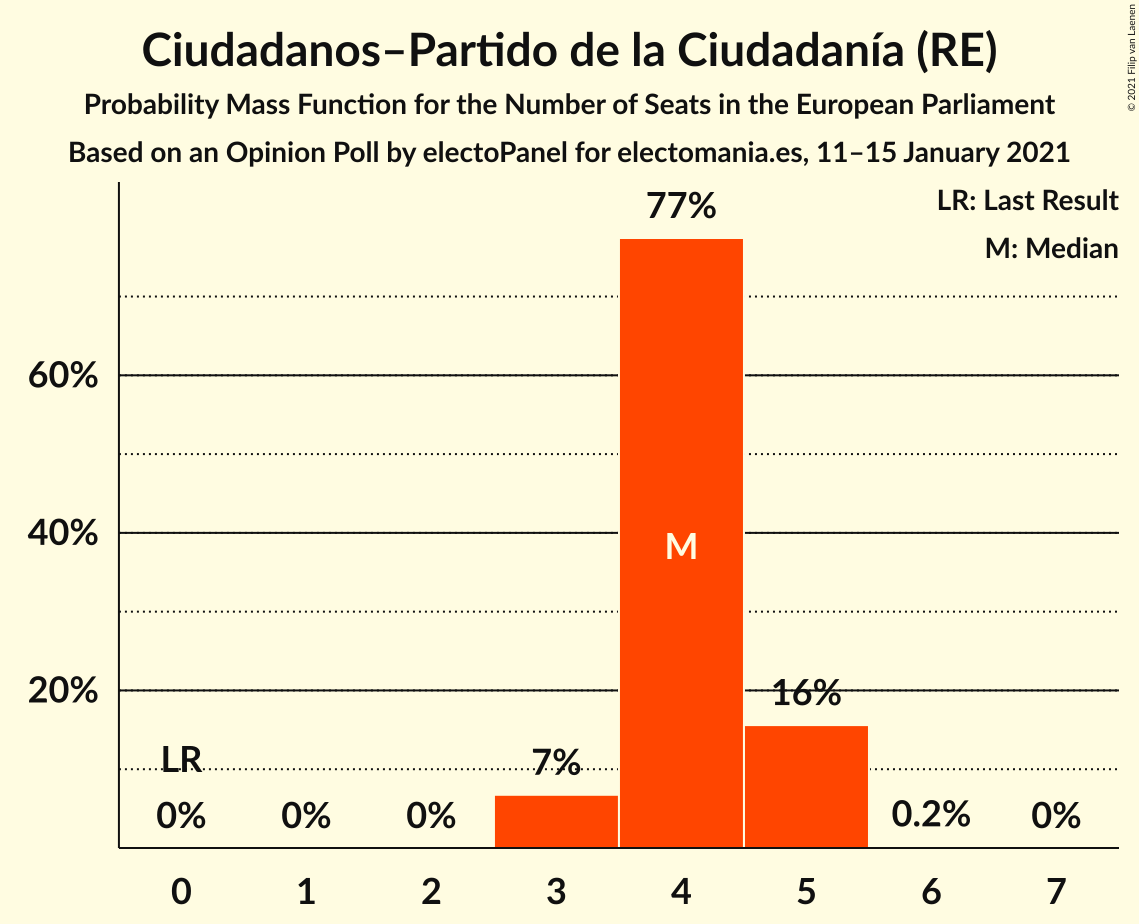 Ciudadanos–Partido de la Ciudadanía (RE)
Probability Mass Function for the Number of Seats in the European Parliament
Based on an Opinion Poll by electoPanel for electomania.es, 11–15 January 2021
© 2021 Filip van Laenen
LR: Last Result
M: Median
77%
60%
40%
M
20%
16%
LR
7%
0%
0%
0%
0.2%
0%
0
1
2
3
4
5
6
7